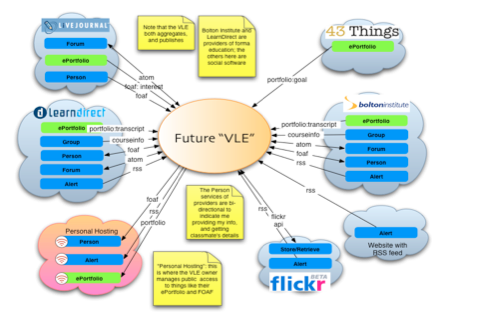 LIVEJOURNAL
Forum
ePortfolio
Person
Note that the VLE
both aggregates,
and publishes
Bolton Institute and
LearnDirect are
providers of forma
education; the
others here are
social software
43 Things
ePortfolio
atom
foaf: interest
foaf
portfolio:goal
learndirect
ePortfolio
Group
Person
Forum
Alert
portfolio:transcript
courseinfo
foaf
atom
rss
Future "VLE"
boltoninstitute
ePortfolio
Group
Forum
Person
Alert
portfolio:transcript
courseinfo
atom
foaf
rss
The Person
services of
providers are bi-
directional to
indicate me
providing my info,
and getting
classmate's details
foaf
rss
portfolio
Personal Hosting
Person
Alert
ePortfolio
"Personal Hosting": this
is where the VLE owner
manages public access
to things like their
ePortfolio and FOAF
rss
flickr
api
Store/Retrieve
Alert
flickr
BETA
rss
Alert
Website with
RSS feed